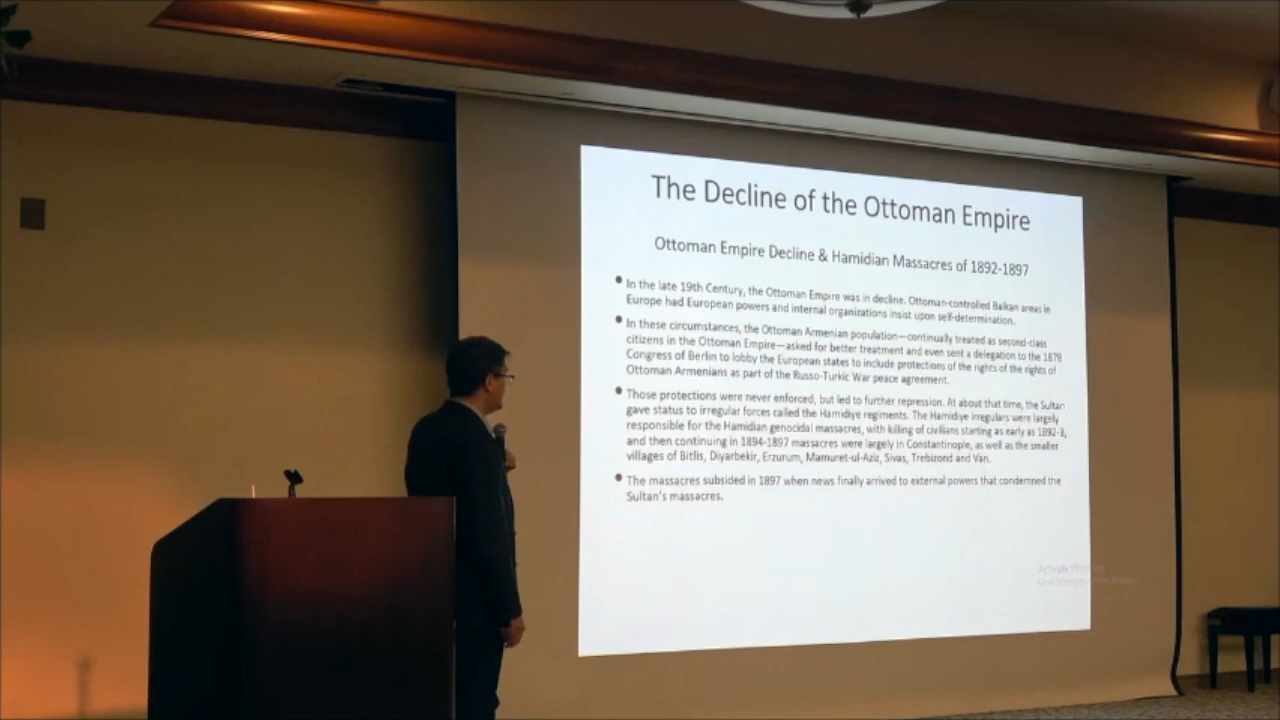 The Decline of the Ottoman Empire
Ottoman Empire Decline & Hamidian Massacres of 1892-1897
• In the late 19th Century, the Ottoman Empire was in decline. Ottoman-controlled Balkan areas in
Europe had European powers and internal organizations insist upon self-determination.
• In these circumstances, the Ottoman Armenian population—continually treated as second-class
citizens in the Ottoman Empire—asked for better treatment and even sent a delegation to the 1878
Congress of Berlin to lobby the European states to include protections of the rights of the rights of
Ottoman Armenians as part of the Russo-Turkic War peace agreement.
• Those protections were never enforced, but led to further repression. At about that time, the Sultan
gave status to irregular forces called the Hamidiye regiments. The Hamidiye irregulars were largely
responsible for the Hamidian genocidal massacres, with killing of civilians starting as early as 1892-3,
and then continuing in 1894-1897 massacres were largely in Constantinople, as well as the smaller
villages of Bitlis, Diyarbekir, Erzurum, Mamuret-ul-Aziz, Sivas, Trebizond and Van.
• The massacres subsided in 1897 when news finally arrived to external powers that condemned the
Sultan's massacres.